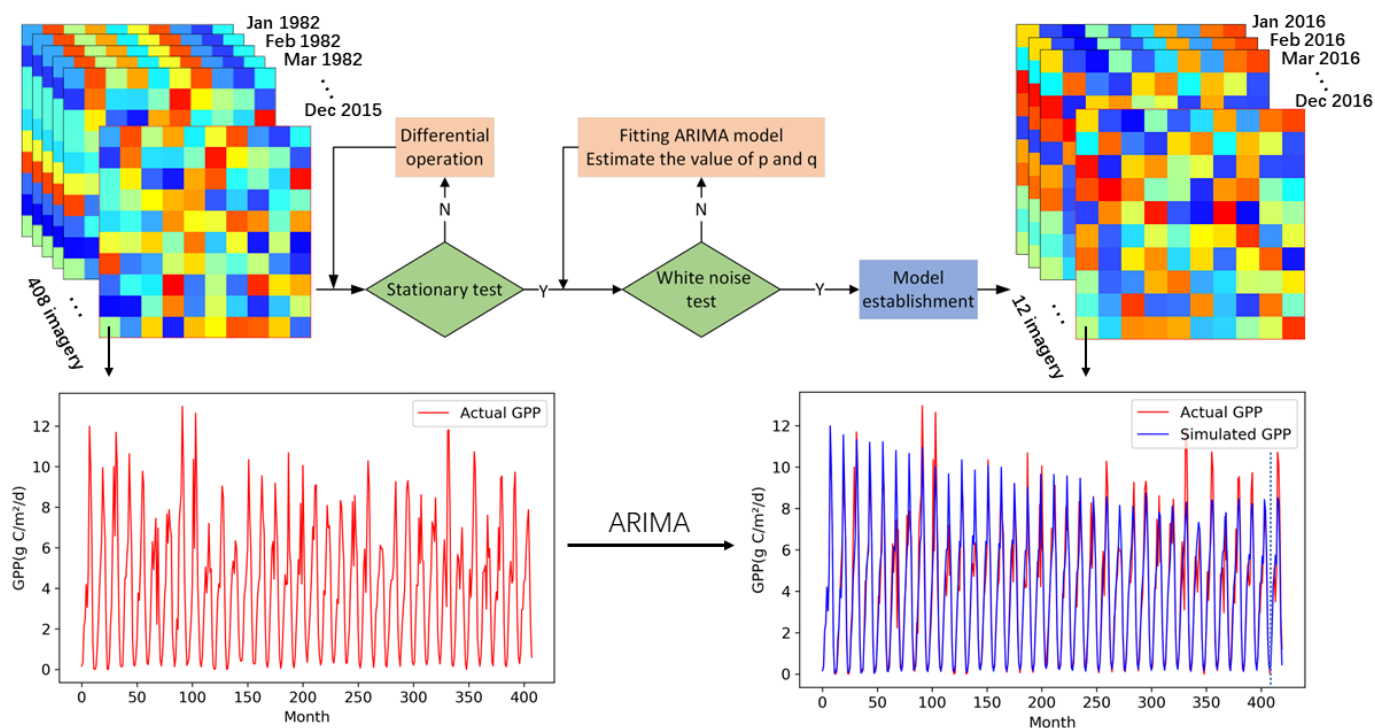 Jan 1982
Feb 1982
Mar 1982
...
Dec 2015
408 imagery
...
Differential
operation
N
Stationary test
Y
Fitting ARIMA model
Estimate the value of p and q
N
White noise
test
Y
Model
establishment
Jan 2016
Feb 2016
Mar 2016
...
Dec 2016
12 imagery
...
Actual GPP
GPP(g C/m²/d)
12
10
8
6
4
2
0
0
50
100
150
200
250
300
350
400
Month
ARIMA
Actual GPP
Simulated GPP
GPP(g C/m²/d)
12
10
8
6
4
2
0
0
50
100
150
200
250
300
350
400
Month